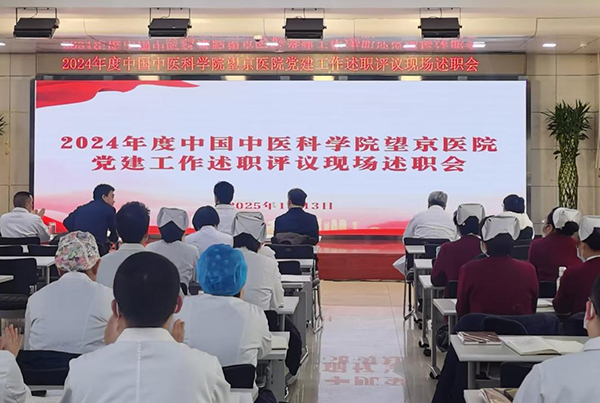 2024年度中国中医科学院望京医院党建工作述职评议现场述职会
2024年度中国中医科学院望京医院
党建工作述职评议现场述职会